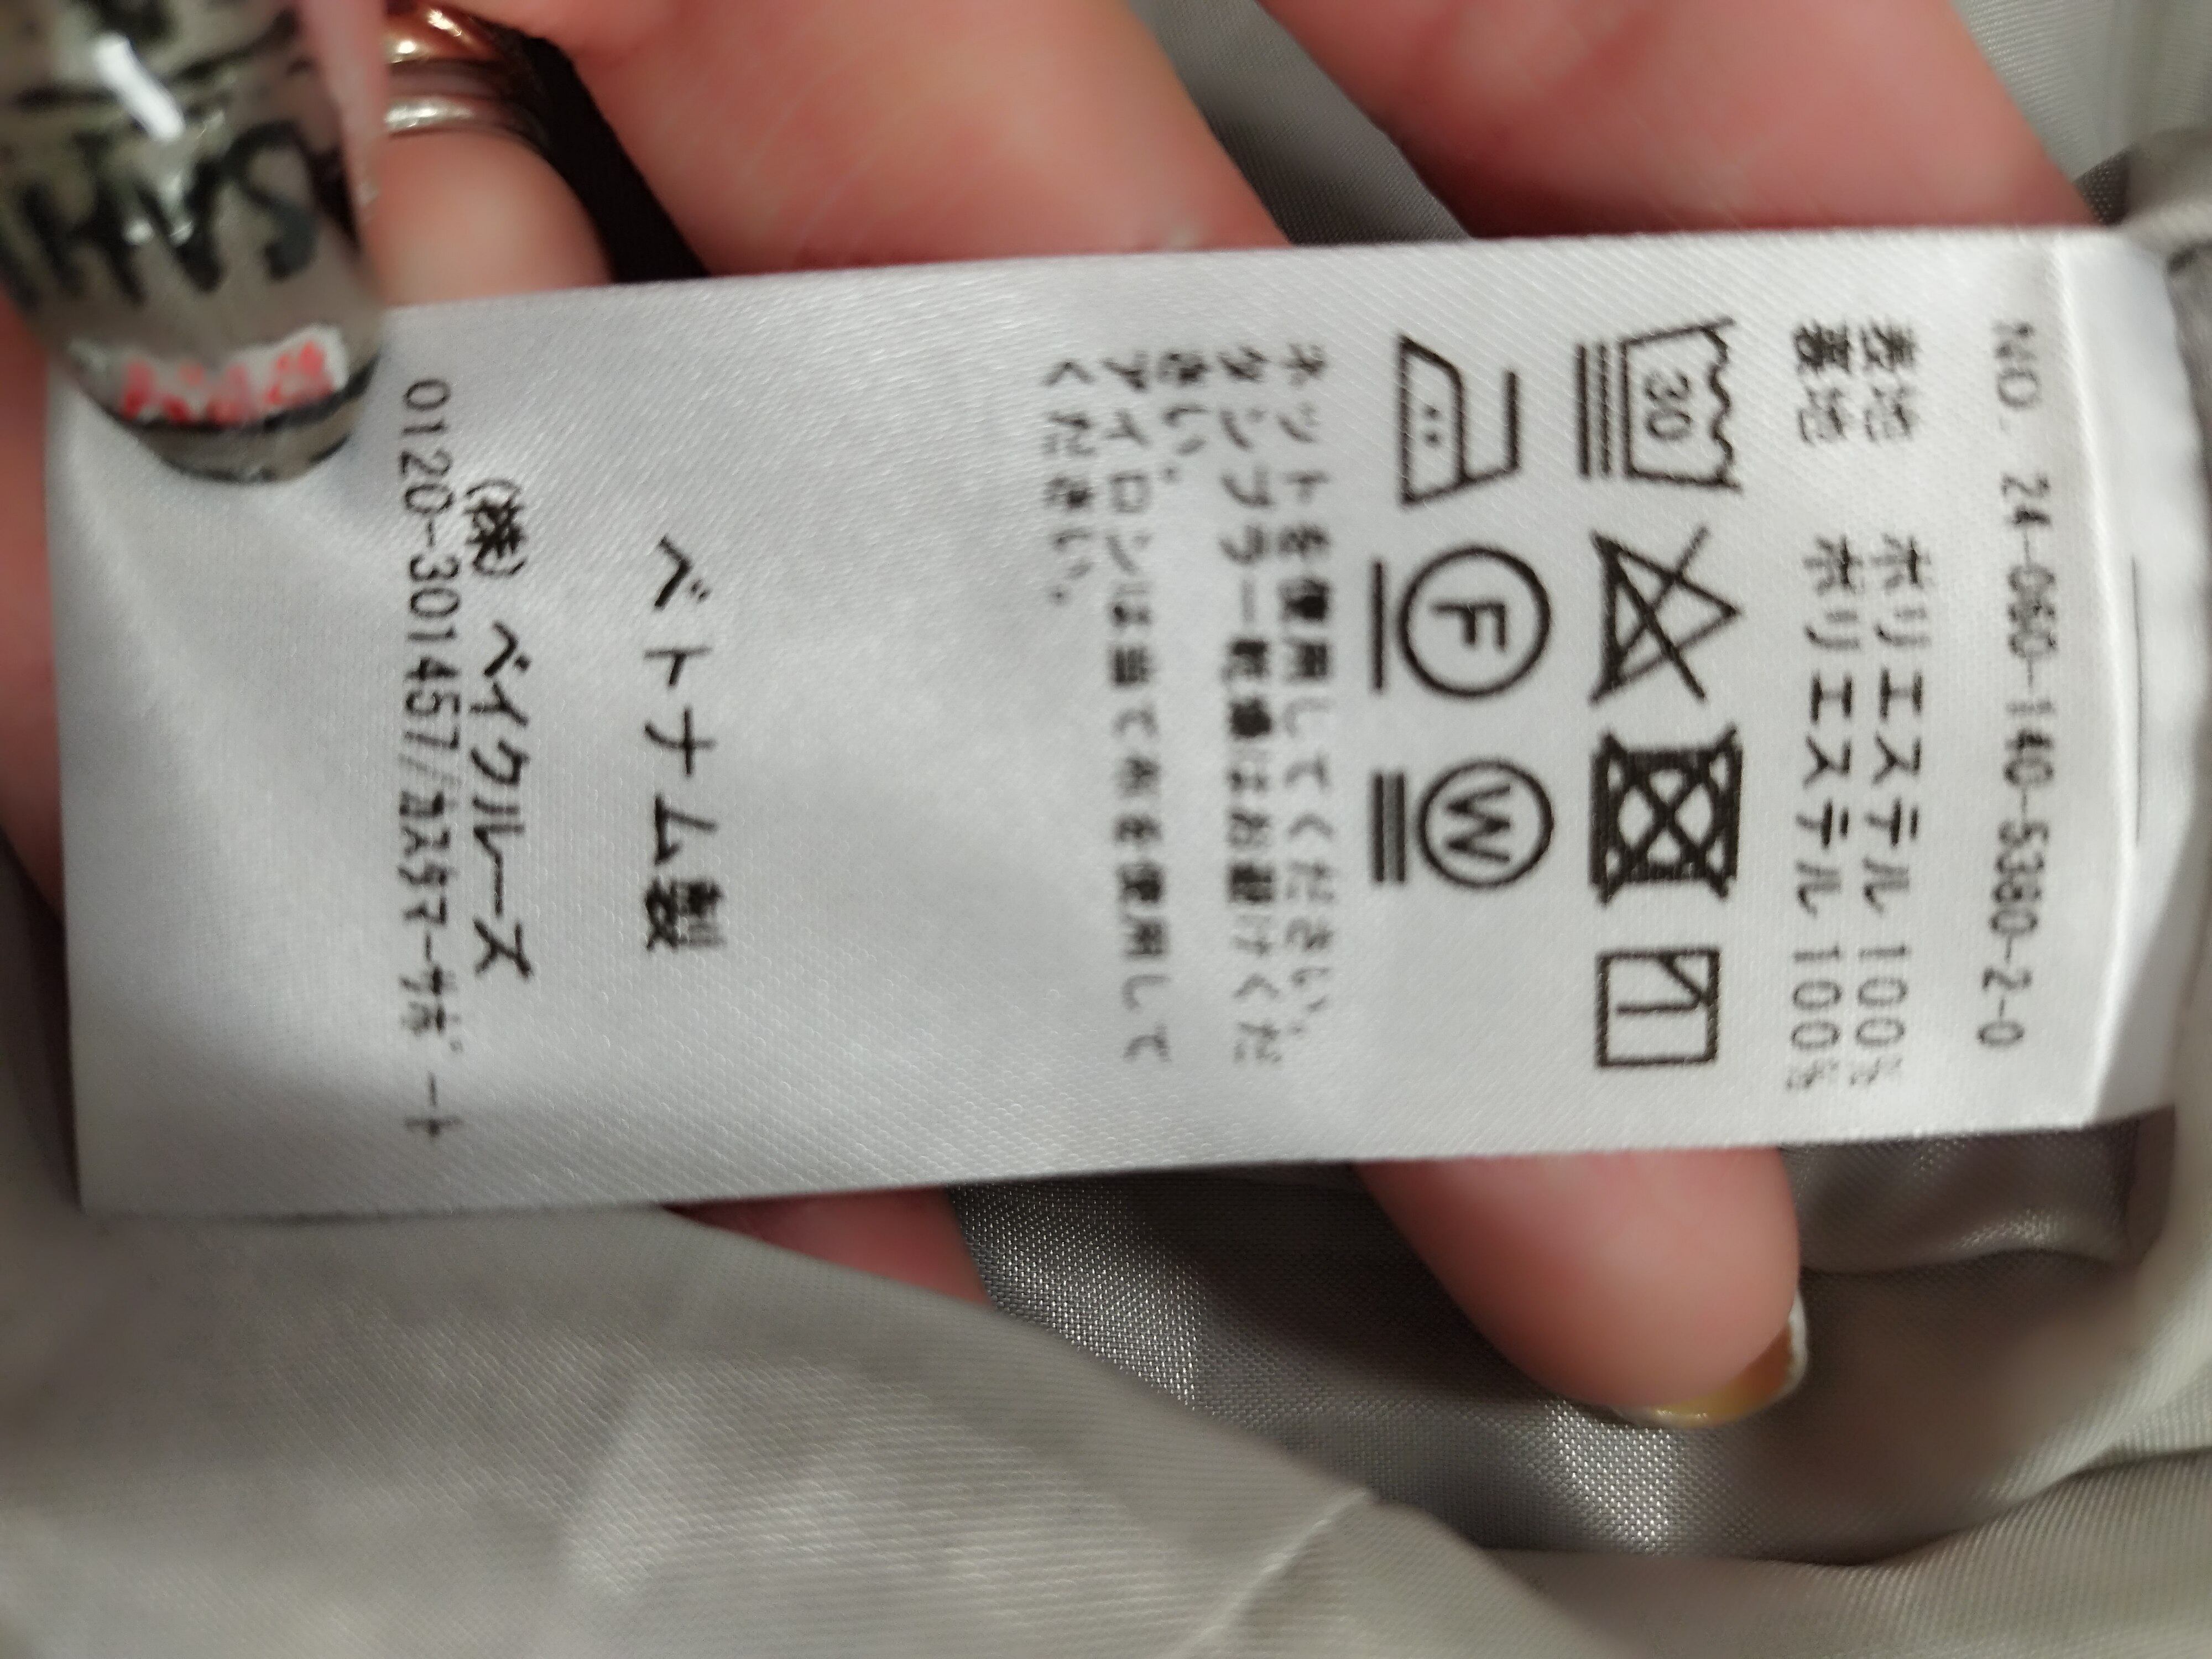 NO. 24-060-140-5380-2-0
表地 ポリエステル 100%
裏地 ポリエステル 100%
30
F W
ネットを使用してください。
タンブラー乾燥はお避けくだ
さい。
アイロンは当て布を使用して
ください。
ベトナム製
(株) ベイクルーズ
0120-301457/カスタマーサポート